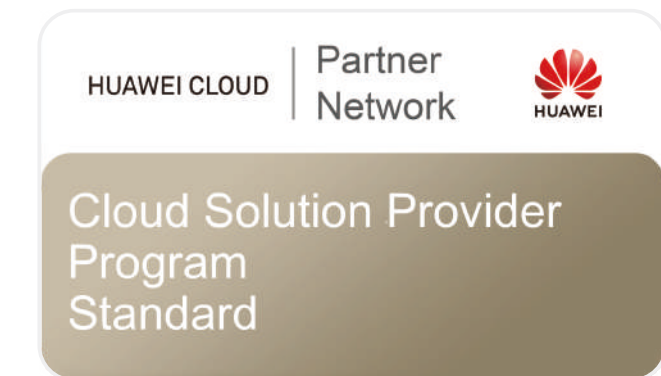 HUAWEI CLOUD
Partner
Network
HUAWEI
Cloud Solution Provider
Program
Standard